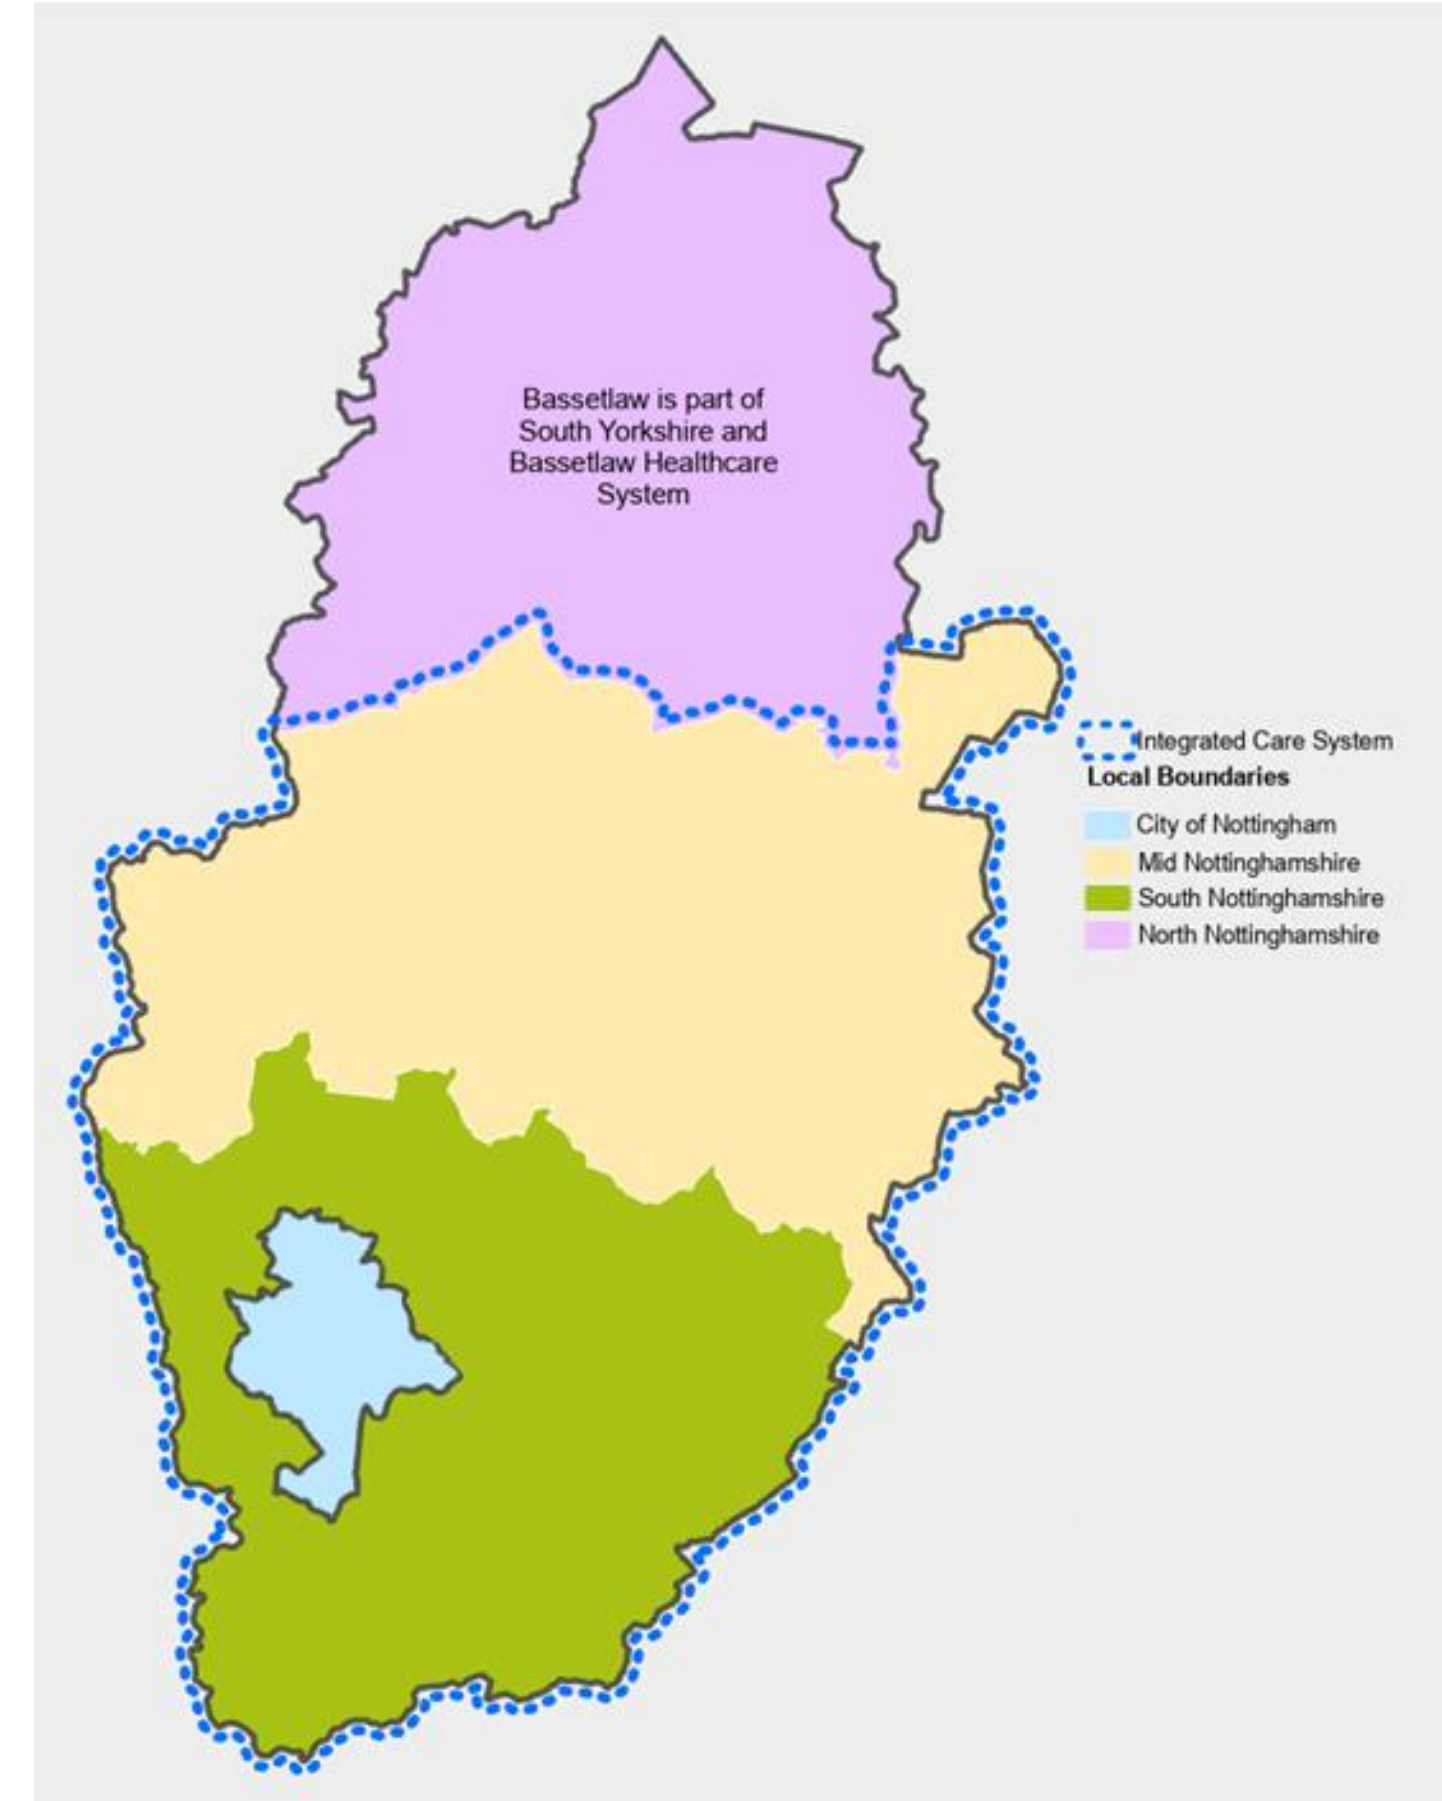 Bassetlaw is part of
South Yorkshire and
Bassetlaw Healthcare
System
Integrated Care System
Local Boundaries
City of Nottingham
Mid Nottinghamshire
South Nottinghamshire
North Nottinghamshire